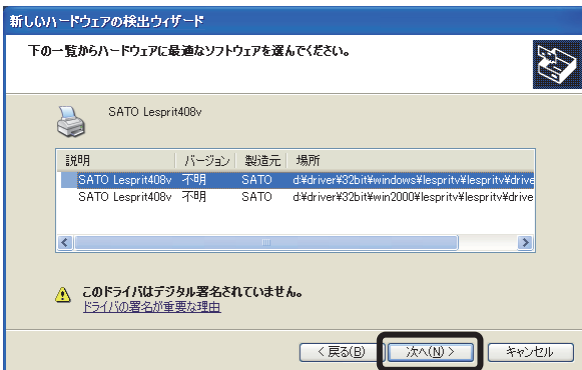 新しいハードウェアの検出ウィザード
下の一覧からハードウェアに最適なソフトウェアを選んでください。
SATO Lesprit408v
説明 バージョン 製造元 場所
SATO Lesprit408v 不明 SATO d¥driver¥32bit¥windows¥lespritv¥lespritv¥drive
SATO Lesprit408v 不明 SATO d¥driver¥32bit¥win2000¥lespritv¥lespritv¥drive
このドライバはデジタル署名されていません。
ドライバの署名が重要な理由
< 戻る(B) 次へ(N) > キャンセル